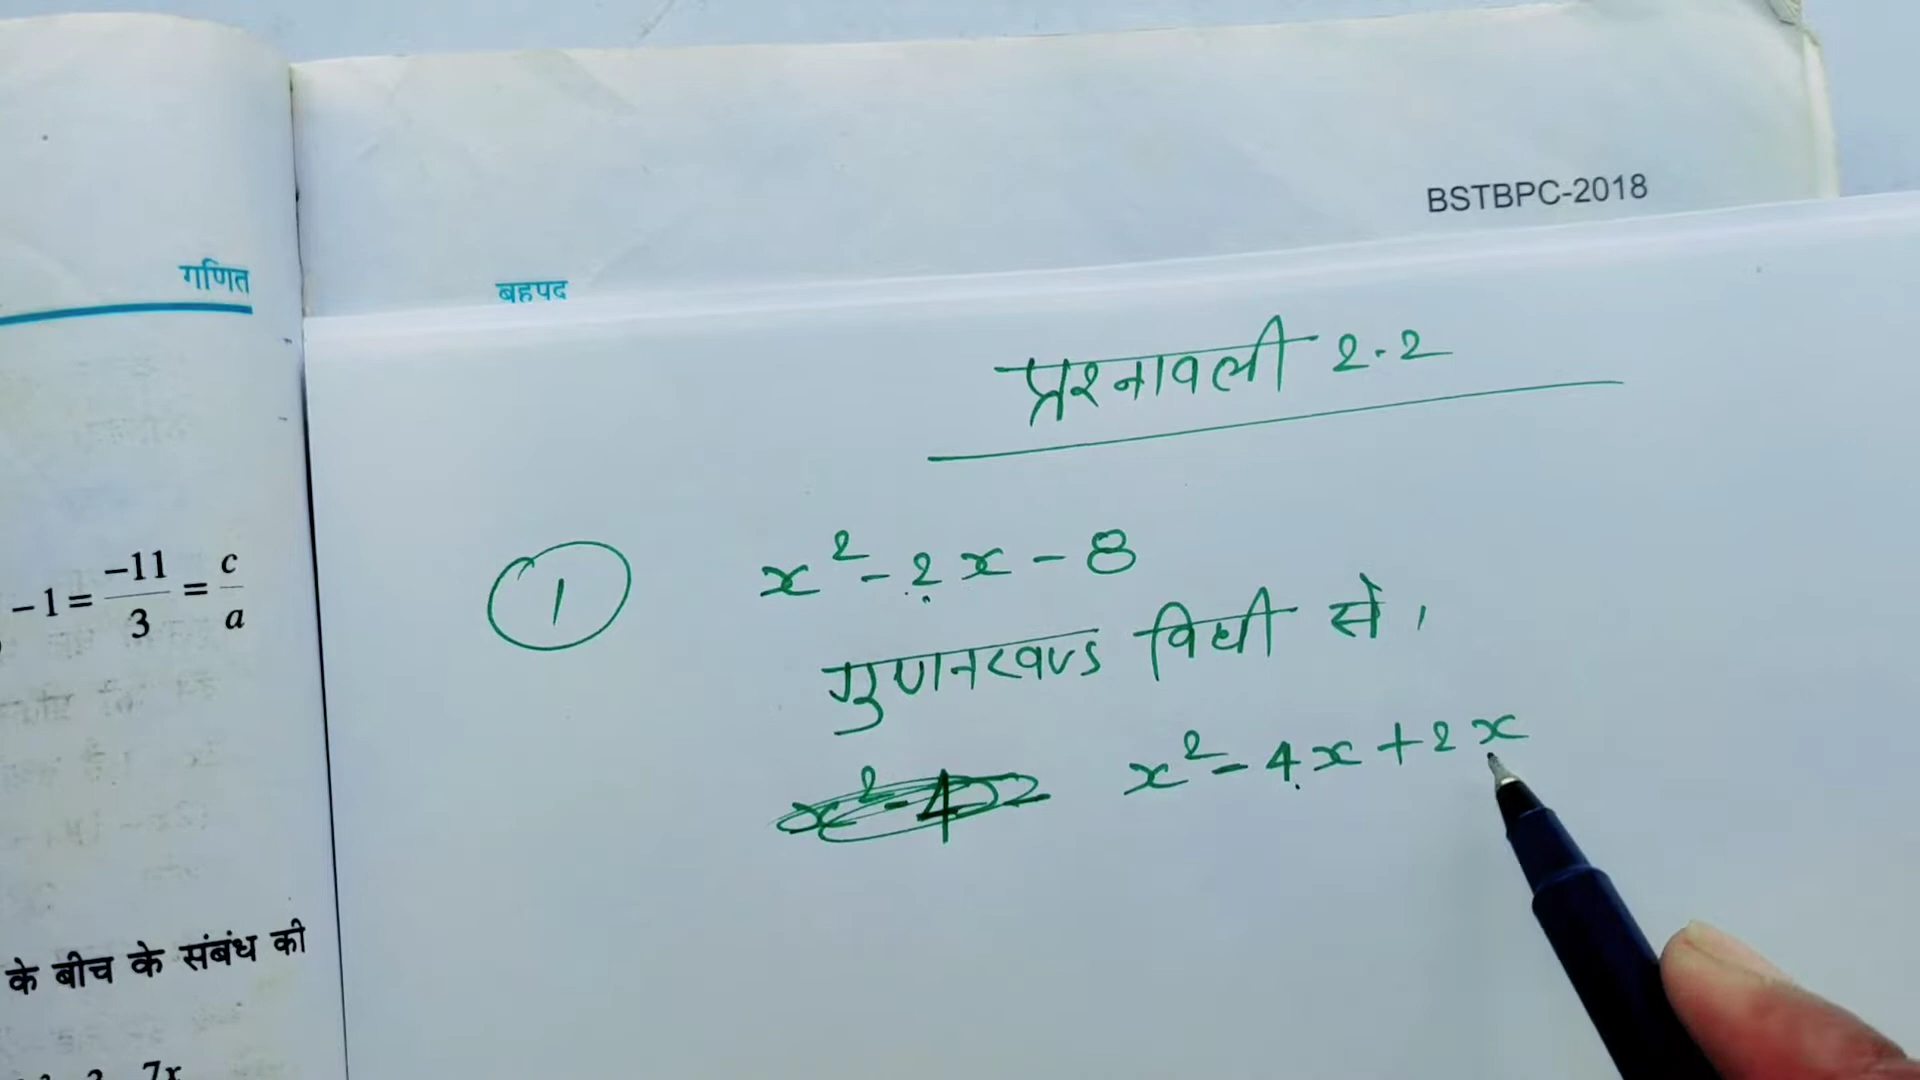 BSTBPC-2018
गणित
बहुपद
प्रश्नावली 2.2
-1 = -11/3 = c/a
1
x² - 2x - 8
गुणनखण्ड विधी से,
x² - 4x + 2x
के बीच के संबंध की
7x